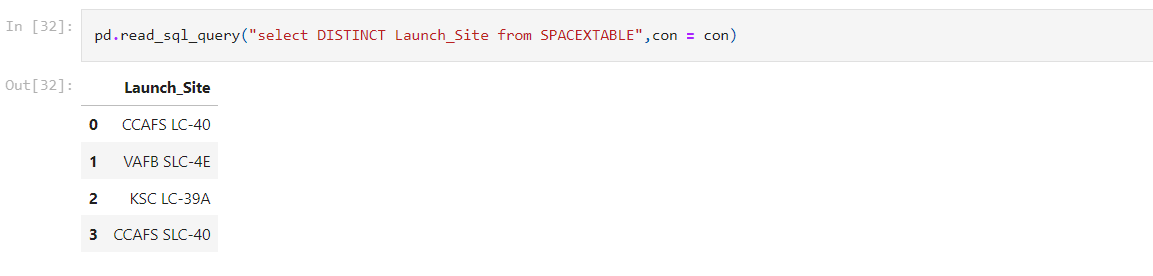 In [32]: pd.read_sql_query("select DISTINCT Launch_Site from SPACEXTABLE",con = con)
Out[32]:
Launch_Site
0 CCAFS LC-40
1 VAFB SLC-4E
2 KSC LC-39A
3 CCAFS SLC-40